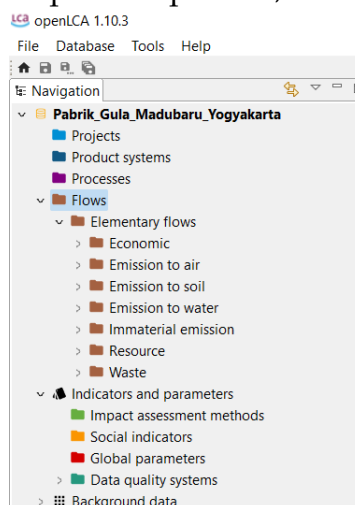 openLCA 1.10.3
File Database Tools Help
Navigation
Pabrik_Gula_Madubaru_Yogyakarta
Projects
Product systems
Processes
Flows
Elementary flows
Economic
Emission to air
Emission to soil
Emission to water
Immaterial emission
Resource
Waste
Indicators and parameters
Impact assessment methods
Social indicators
Global parameters
Data quality systems
Background data